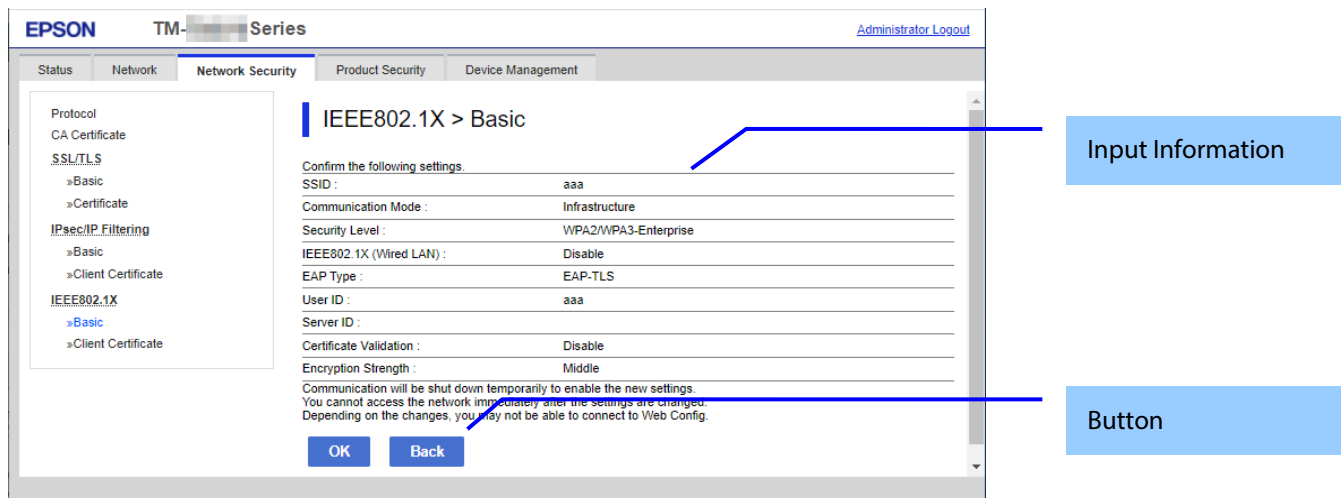 EPSON TM- Series Administrator Logout
Status Network Network Security Product Security Device Management
Protocol
CA Certificate
SSL/TLS
»Basic
»Certificate
IPsec/IP Filtering
»Basic
»Client Certificate
IEEE802.1X
»Basic
»Client Certificate
IEEE802.1X > Basic
Confirm the following settings.
SSID : aaa
Communication Mode : Infrastructure
Security Level : WPA2/WPA3-Enterprise
IEEE802.1X (Wired LAN) : Disable
EAP Type : EAP-TLS
User ID : aaa
Server ID :
Certificate Validation : Disable
Encryption Strength : Middle
Communication will be shut down temporarily to enable the new settings.
You cannot access the network immediately after the settings are changed.
Depending on the changes, you may not be able to connect to Web Config.
OK Back
Input Information
Button